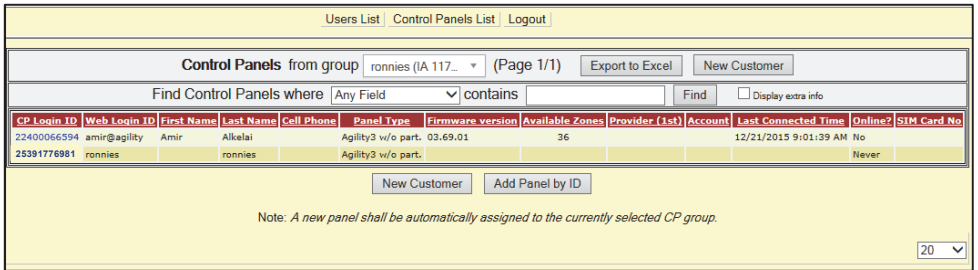 Users List Control Panels List Logout
Control Panels from group ronnies (IA 117... (Page 1/1) Export to Excel New Customer
Find Control Panels where Any Field contains Find Display extra info
CP Login ID Web Login ID First Name Last Name Cell Phone Panel Type Firmware version Available Zones Provider (1st) Account Last Connected Time Online? SIM Card No
22400066594 amir@agility Amir Alkelai Agility3 w/o part. 03.69.01 36 12/21/2015 9:01:39 AM No
25391776981 ronnies ronnies Agility3 w/o part. Never
New Customer Add Panel by ID
Note: A new panel shall be automatically assigned to the currently selected CP group.
20